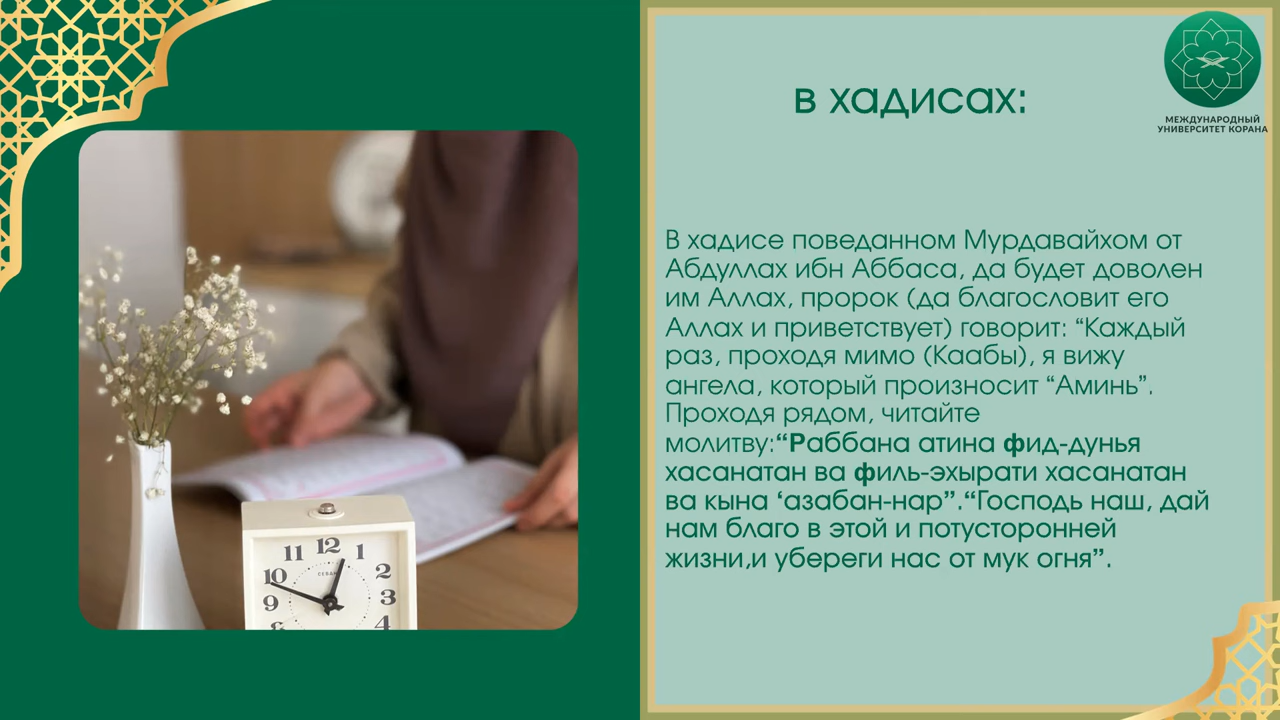 в хадисах:
МЕЖДУНАРОДНЫЙ
УНИВЕРСИТЕТ КОРАНА
В хадисе поведанном Мурдавайхом от
Абдуллах ибн Аббаса, да будет доволен
им Аллах, пророк (да благословит его
Аллах и приветствует) говорит: “Каждый
раз, проходя мимо (Каабы), я вижу
ангела, который произносит “Аминь”.
Проходя рядом, читайте
молитву:“Раббана атина фид-дунья
хасанатан ва филь-эхырати хасанатан
ва кына ‘азабан-нар”.“Господь наш, дай
нам благо в этой и потусторонней
жизни,и убереги нас от мук огня”.
11 12 1
10 2
9 3
4